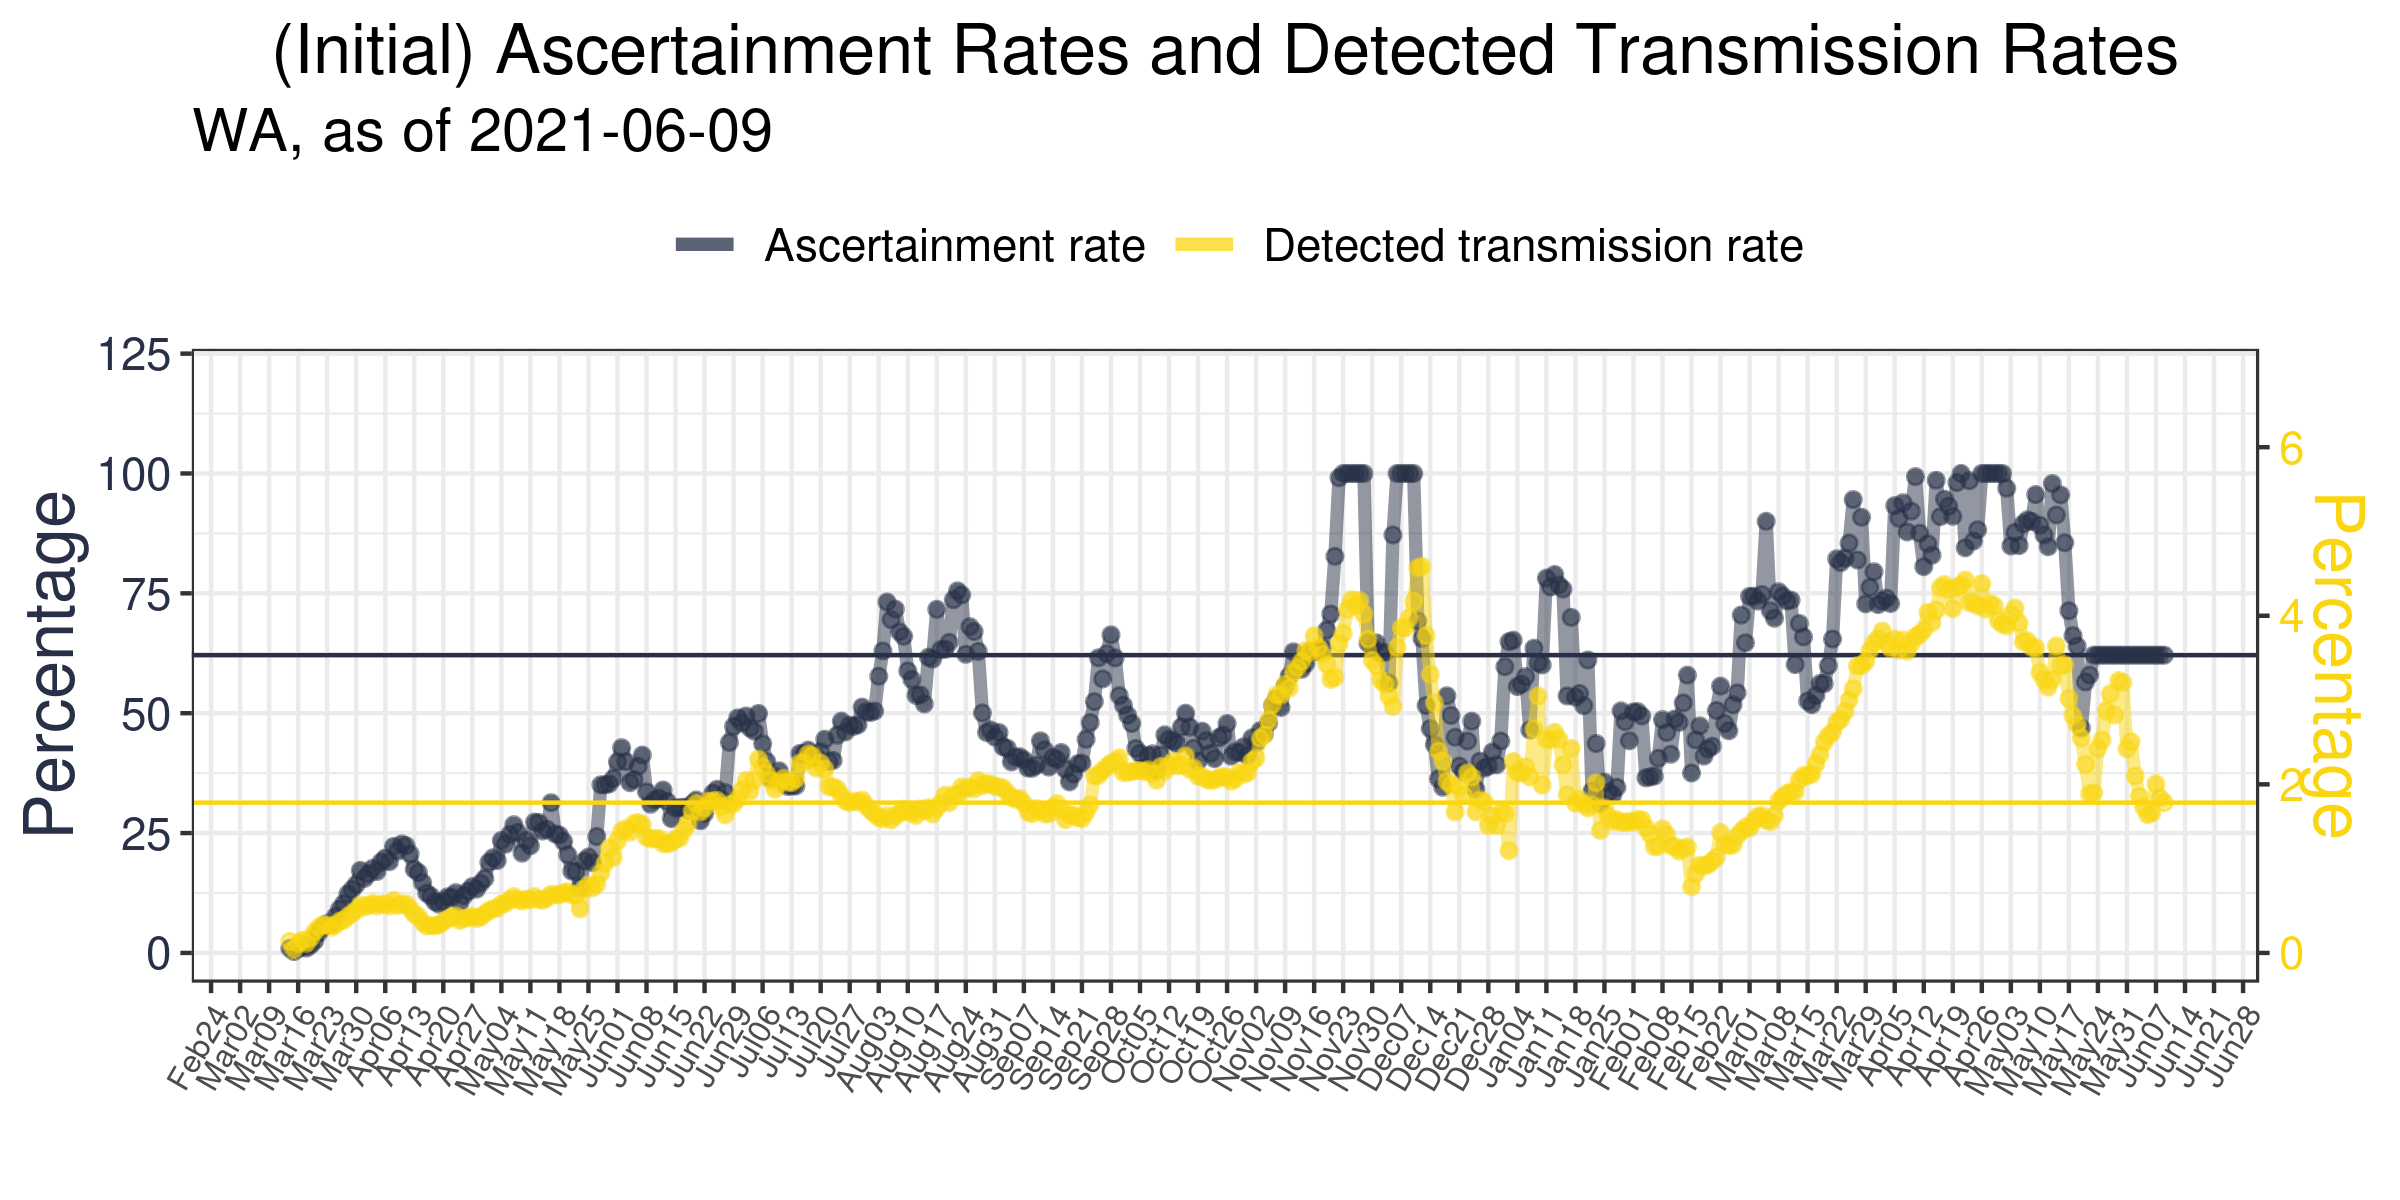 (Initial) Ascertainment Rates and Detected Transmission Rates
WA, as of 2021-06-09
Ascertainment rate
Detected transmission rate
Percentage
125
100
75
50
25
0
6
4
2
0
Percentage
Feb24
Mar02
Mar09
Mar16
Mar23
Mar30
Apr06
Apr13
Apr20
Apr27
May04
May11
May18
May25
Jun01
Jun08
Jun15
Jun22
Jun29
Jul06
Jul13
Jul20
Jul27
Aug03
Aug10
Aug17
Aug24
Aug31
Sep07
Sep14
Sep21
Sep28
Oct05
Oct12
Oct19
Oct26
Nov02
Nov09
Nov16
Nov23
Nov30
Dec07
Dec14
Dec21
Dec28
Jan04
Jan11
Jan18
Jan25
Feb01
Feb08
Feb15
Feb22
Mar01
Mar08
Mar15
Mar22
Mar29
Apr05
Apr12
Apr19
Apr26
May03
May10
May17
May24
May31
Jun07
Jun14
Jun21
Jun28